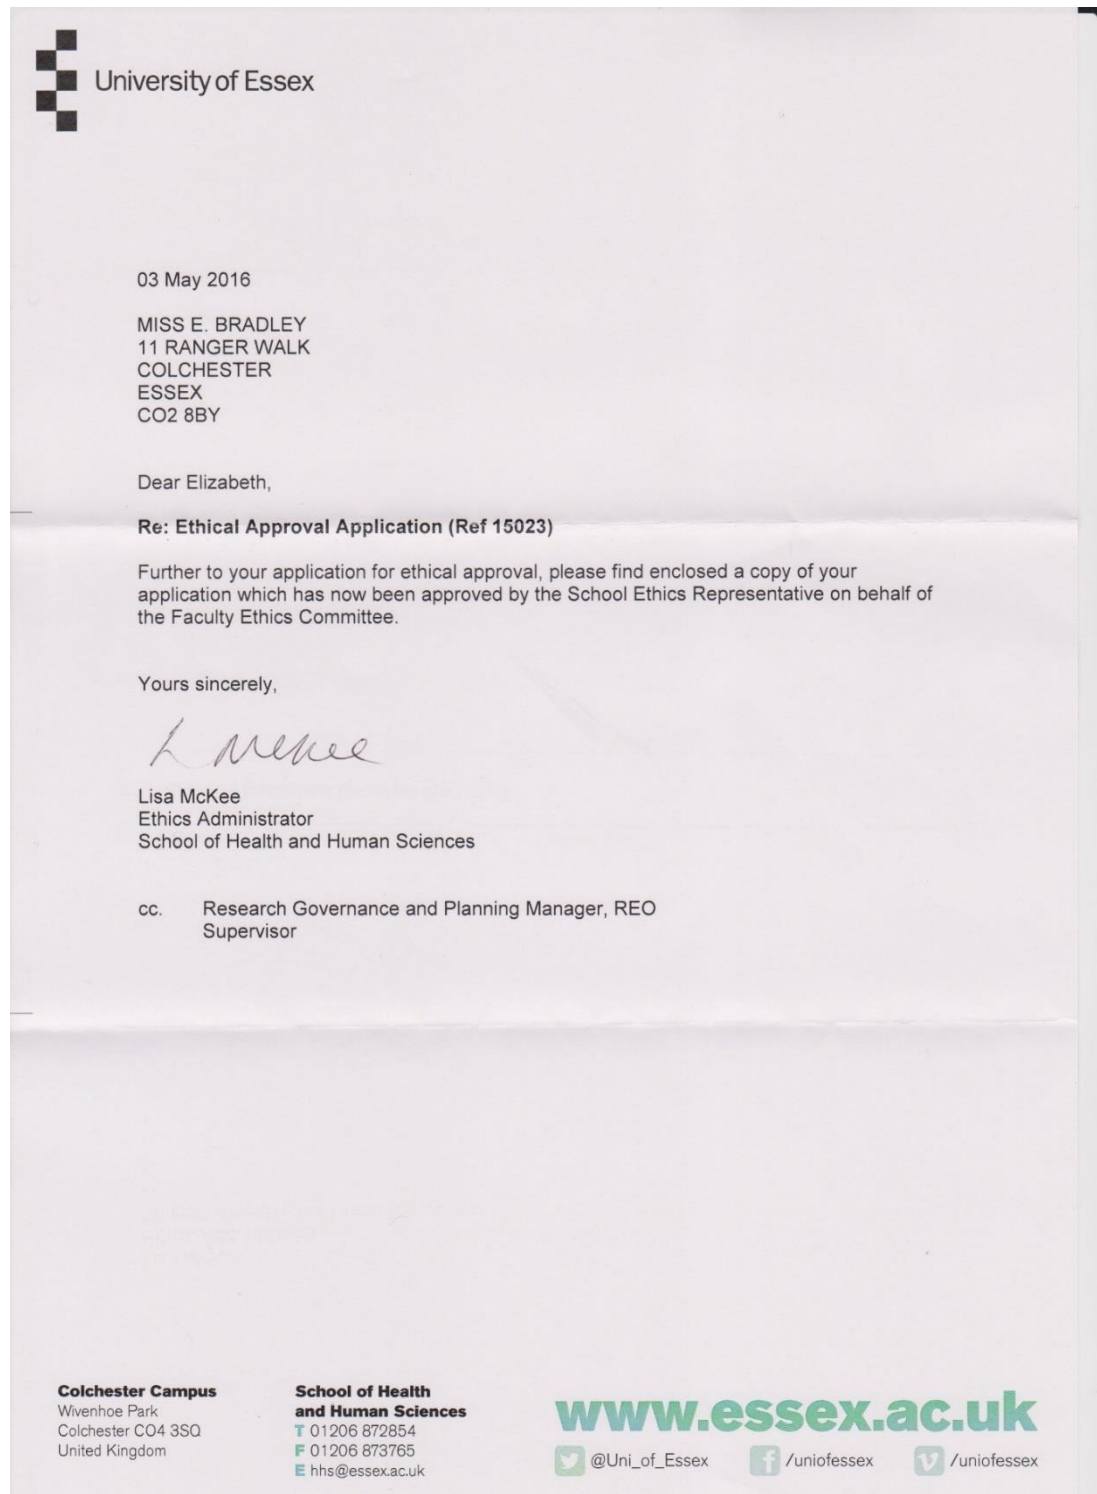 University of Essex
03 May 2016
MISS E. BRADLEY
11 RANGER WALK
COLCHESTER
ESSEX
CO2 8BY
Dear Elizabeth,
Re: Ethical Approval Application (Ref 15023)
Further to your application for ethical approval, please find enclosed a copy of your
application which has now been approved by the School Ethics Representative on behalf of
the Faculty Ethics Committee.
Yours sincerely,
L McKee
Lisa McKee
Ethics Administrator
School of Health and Human Sciences
cc. Research Governance and Planning Manager, REO
Supervisor
Colchester Campus
Wivenhoe Park
Colchester CO4 3SQ
United Kingdom
School of Health
and Human Sciences
T 01206 872854
F 01206 873765
E hhs@essex.ac.uk
www.essex.ac.uk
@Uni_of_Essex
/uniofessex
/uniofessex